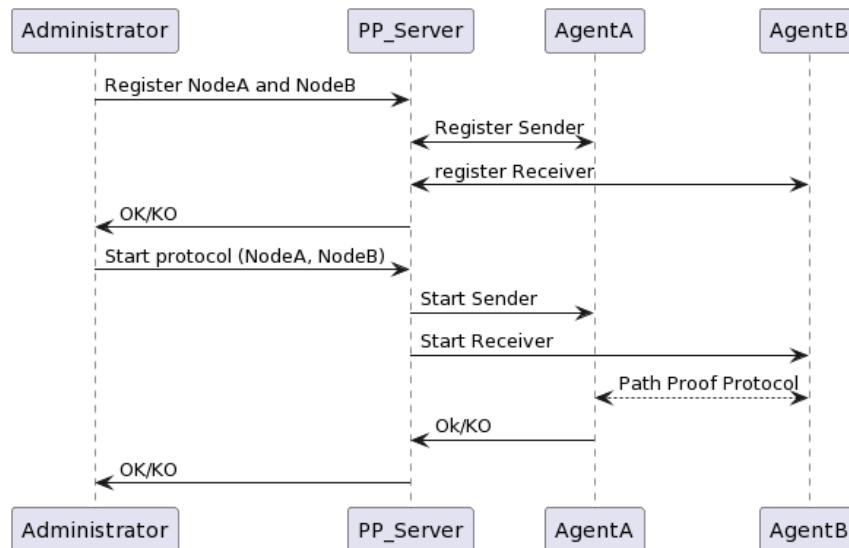 Administrator PP_Server AgentA AgentB
Register NodeA and NodeB
Register Sender
register Receiver
OK/KO
Start protocol (NodeA, NodeB)
Start Sender
Start Receiver
Path Proof Protocol
Ok/KO
OK/KO
Administrator PP_Server AgentA AgentB